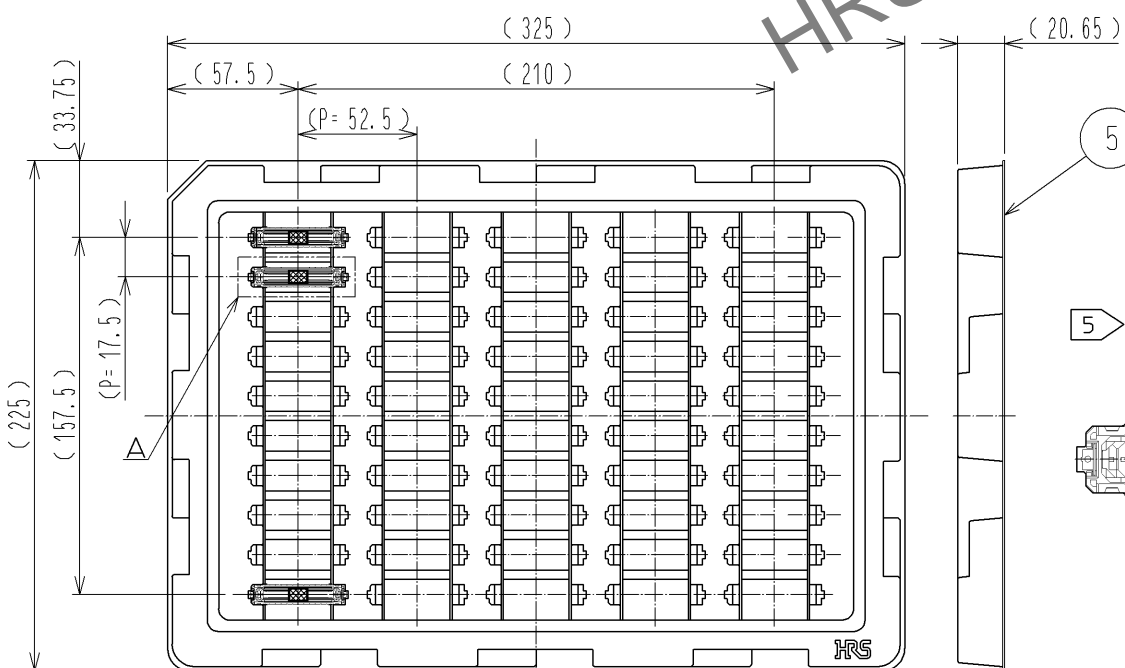 HRS
( 325 )
( 20.65 )
( 57.5 )
( 210 )
( 33.75 )
(P= 52.5 )
5
(P= 17.5 )
( 157.5 )
( 225 )
5
A
HRS